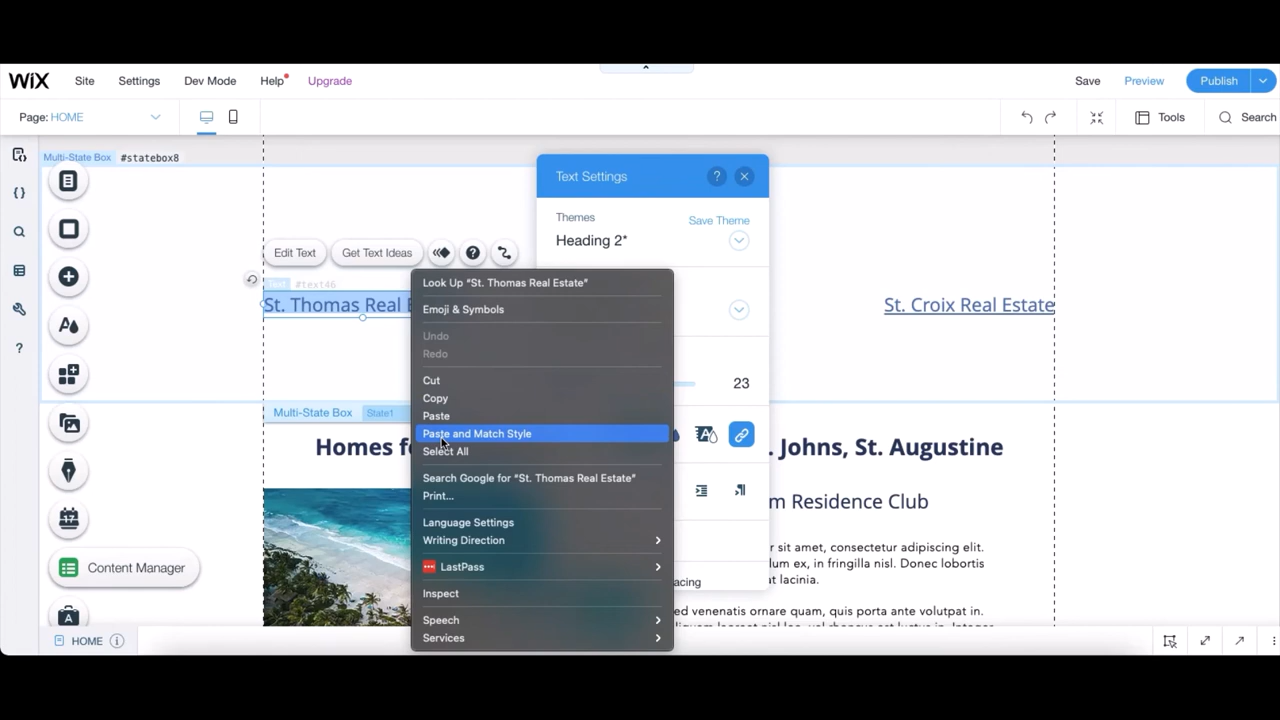 WiX Site Settings Dev Mode Help Upgrade Save Preview Publish
Page: HOME Tools Search
Multi-State Box #statebox8
Text Settings ?
Themes Save Theme
Heading 2*
Edit Text Get Text Ideas ?
Text #text46
St. Thomas Real E
St. Croix Real Estate
Look Up “St. Thomas Real Estate”
Emoji & Symbols
Undo
Redo
Cut
Copy
Paste
Paste and Match Style
Select All
Search Google for “St. Thomas Real Estate”
Print...
Language Settings
Writing Direction
LastPass
Inspect
Speech
Services
23
Multi-State Box State1
Homes f
. Johns, St. Augustine
m Residence Club
r sit amet, consectetur adipiscing elit.
lum ex, in fringilla nisl. Donec lobortis
at lacinia.
acing
ed venenatis ornare quam, quis porta ante volutpat in.
?
17
Content Manager
A
HOME i